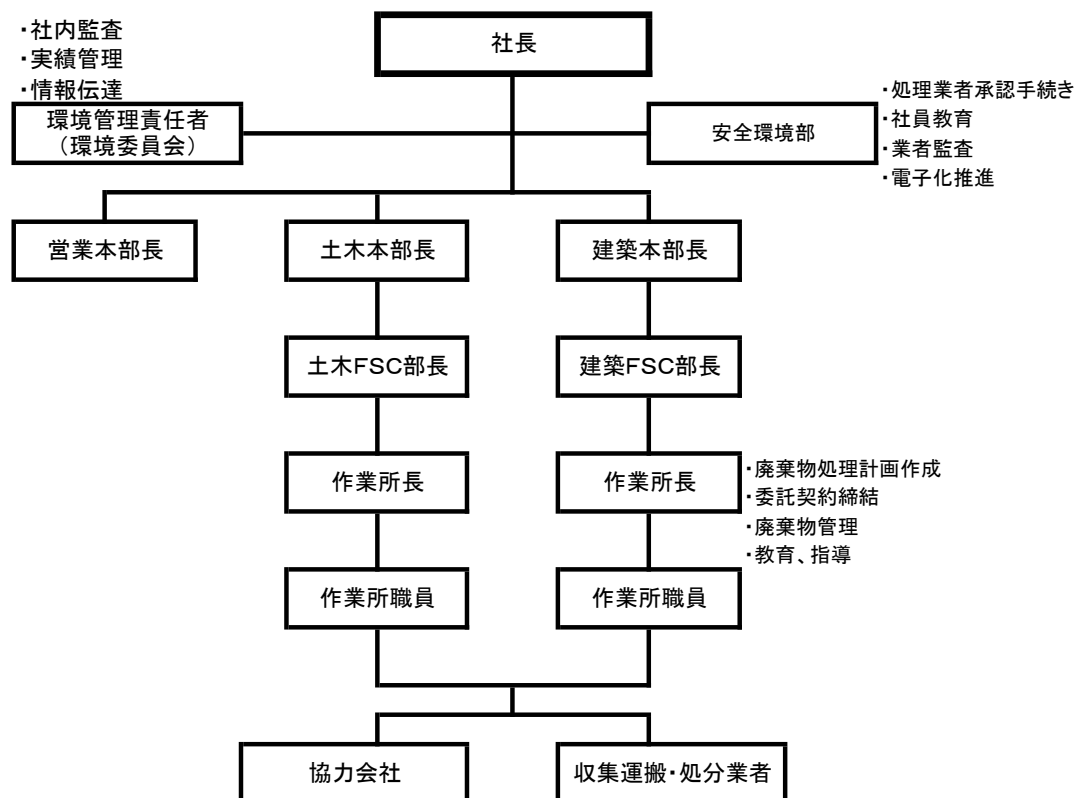 ・社内監査
・実績管理
・情報伝達
社長
環境管理責任者
（環境委員会）
安全環境部
・処理業者承認手続き
・社員教育
・業者監査
・電子化推進
営業本部長
土木本部長
建築本部長
土木FSC部長
建築FSC部長
作業所長
作業所長
・廃棄物処理計画作成
・委託契約締結
・廃棄物管理
・教育、指導
作業所職員
作業所職員
協力会社
収集運搬・処分業者